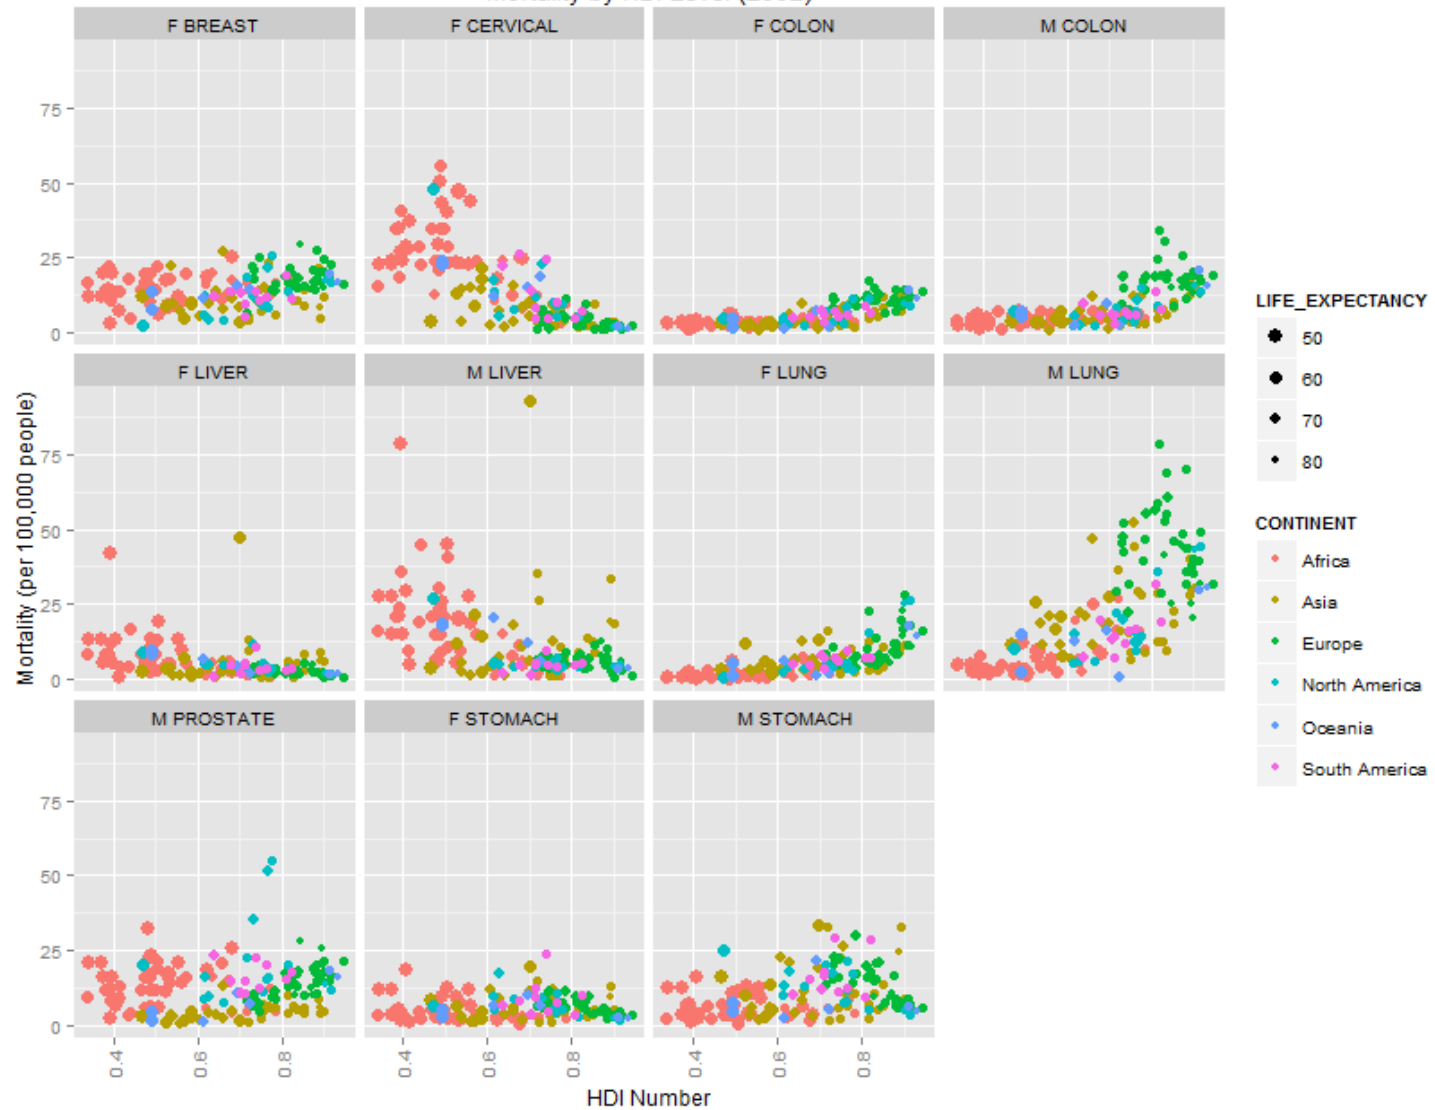 F BREAST
F CERVICAL
F COLON
M COLON
75
50
25
0
F LIVER
M LIVER
F LUNG
M LUNG
75
50
25
0
M PROSTATE
F STOMACH
M STOMACH
75
50
25
0
0.4 0.6 0.8
0.4 0.6 0.8
0.4 0.6 0.8
HDI Number
Mortality (per 100,000 people)
LIFE_EXPECTANCY
50
60
70
80
CONTINENT
Africa
Asia
Europe
North America
Oceania
South America